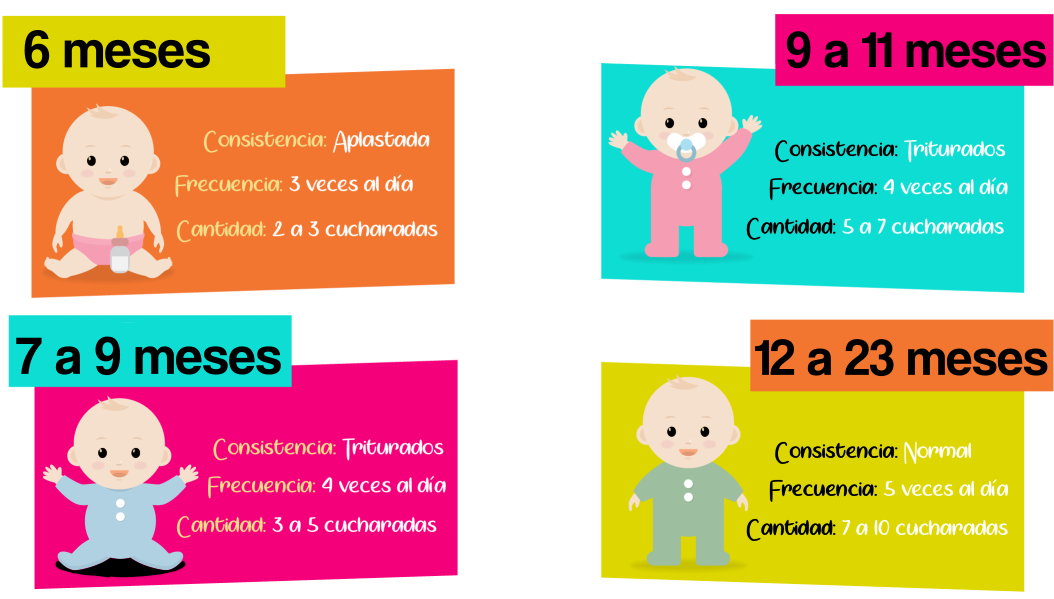 6 meses
Consistencia: Aplastada
Frecuencia: 3 veces al día
Cantidad: 2 a 3 cucharadas
9 a 11 meses
Consistencia: Triturados
Frecuencia: 4 veces al día
Cantidad: 5 a 7 cucharadas
7 a 9 meses
Consistencia: Triturados
Frecuencia: 4 veces al día
Cantidad: 3 a 5 cucharadas
12 a 23 meses
Consistencia: Normal
Frecuencia: 5 veces al día
Cantidad: 7 a 10 cucharadas